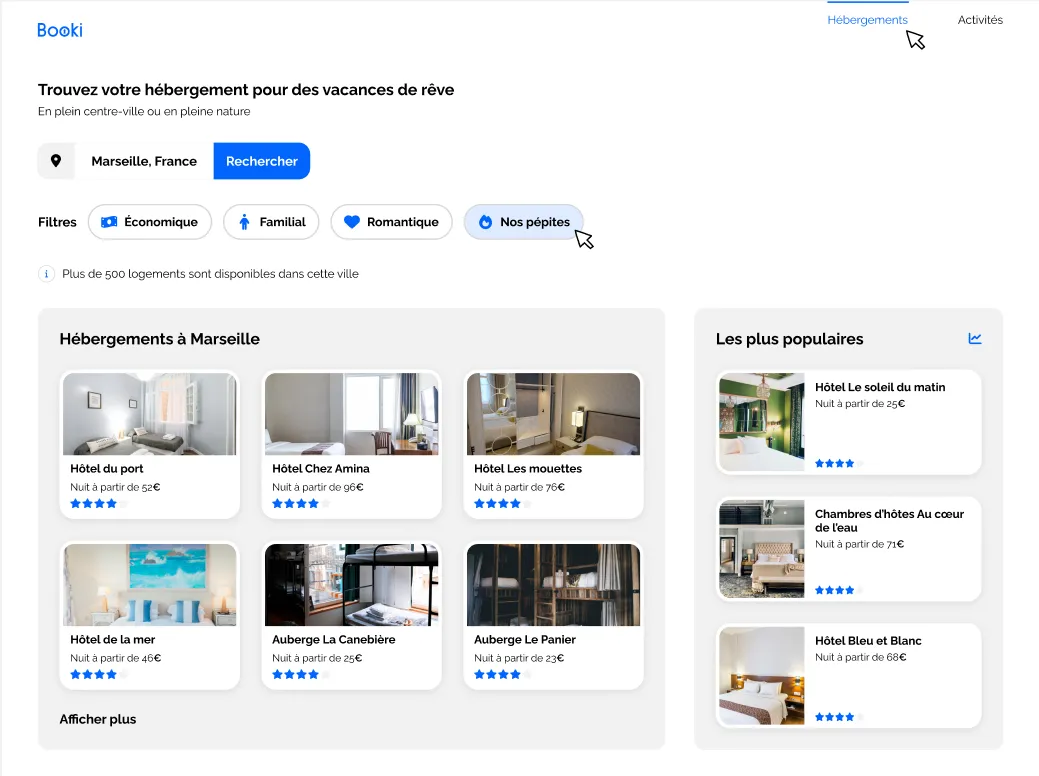 Booki
Hébergements
Activités
Trouvez votre hébergement pour des vacances de rêve
En plein centre-ville ou en pleine nature
Marseille, France
Rechercher
Filtres
Économique
Familial
Romantique
Nos pépites
i
Plus de 500 logements sont disponibles dans cette ville
Hébergements à Marseille
Hôtel du port
Nuit à partir de 52€
Hôtel Chez Amina
Nuit à partir de 96€
Hôtel Les mouettes
Nuit à partir de 76€
Hôtel de la mer
Nuit à partir de 46€
Auberge La Canebière
Nuit à partir de 25€
Auberge Le Panier
Nuit à partir de 23€
Afficher plus
Les plus populaires
Hôtel Le soleil du matin
Nuit à partir de 25€
Chambres d'hôtes Au cœur
de l'eau
Nuit à partir de 71€
Hôtel Bleu et Blanc
Nuit à partir de 68€